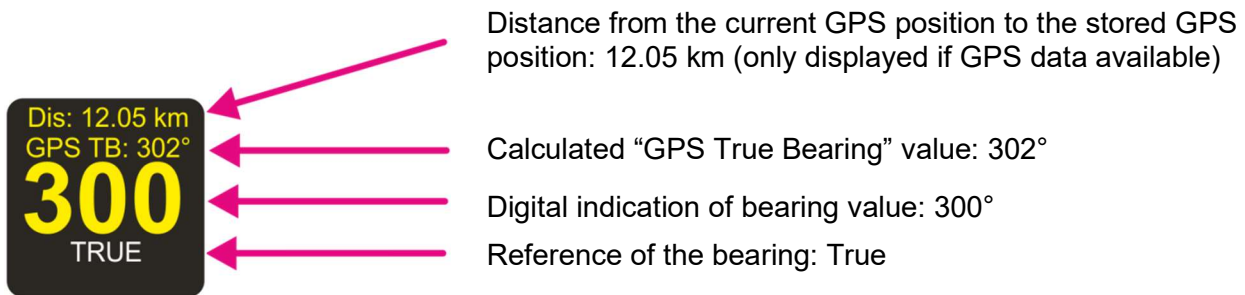 Distance from the current GPS position to the stored GPS
position: 12.05 km (only displayed if GPS data available)
Dis: 12.05 km
GPS TB: 302°
Calculated “GPS True Bearing” value: 302°
300
Digital indication of bearing value: 300°
TRUE
Reference of the bearing: True